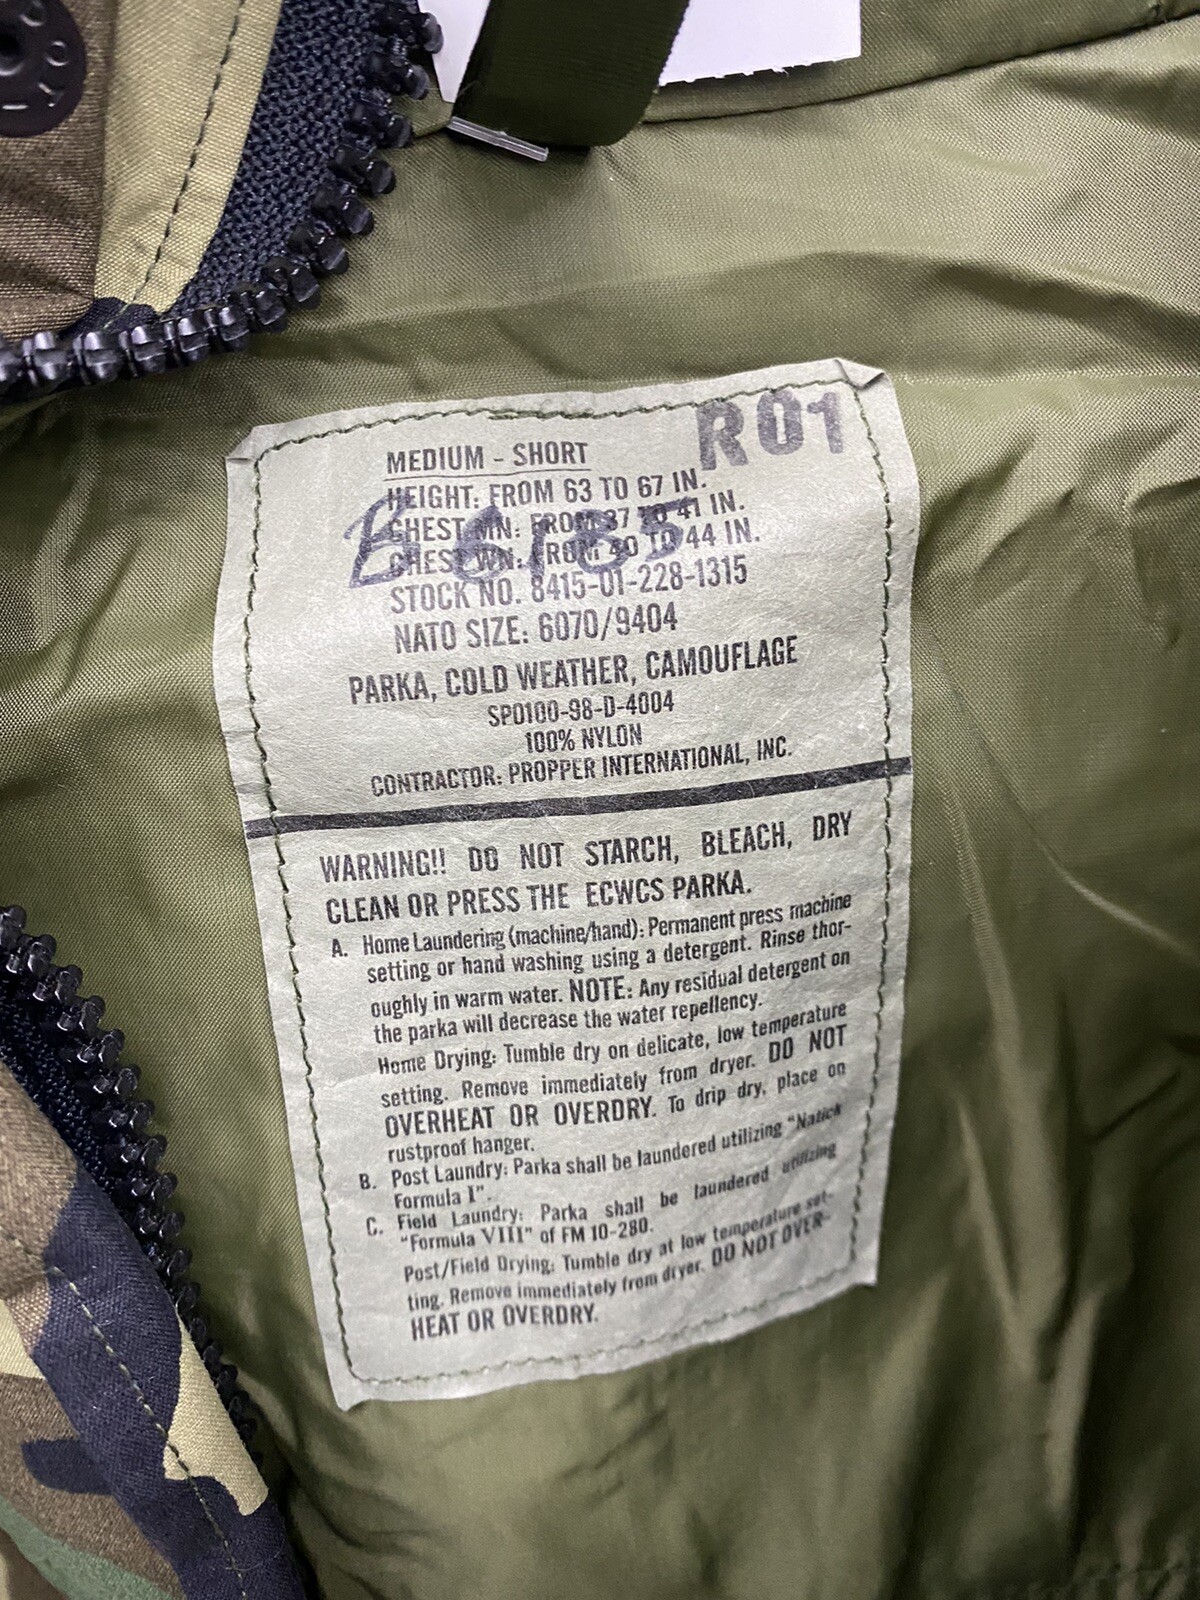 R01
MEDIUM - SHORT
HEIGHT: FROM 63 TO 67 IN.
CHEST MN: FROM 37 TO 41 IN.
CHEST WN: FROM 40 TO 44 IN.
STOCK NO. 8415-01-228-1315
NATO SIZE: 6070/9404
PARKA, COLD WEATHER, CAMOUFLAGE
SPO100-98-D-4004
100% NYLON
CONTRACTOR: PROPPER INTERNATIONAL, INC.
WARNING!! DO NOT STARCH, BLEACH, DRY
CLEAN OR PRESS THE ECWCS PARKA.
A. Home Laundering (machine/hand): Permanent press machine
setting or hand washing using a detergent. Rinse thor-
oughly in warm water. NOTE: Any residual detergent on
the parka will decrease the water repellency.
Home Drying: Tumble dry on delicate, low temperature
setting. Remove immediately from dryer. DO NOT
OVERHEAT OR OVERDRY. To drip dry, place on
rustproof hanger.
B. Post Laundry: Parka shall be laundered utilizing "Natick
Formula I".
C. Field Laundry: Parka shall be laundered utilizing
"Formula VIII" of FM 10-280.
Post/Field Drying: Tumble dry at low temperature set-
ting. Remove immediately from dryer. DO NOT OVER-
HEAT OR OVERDRY.